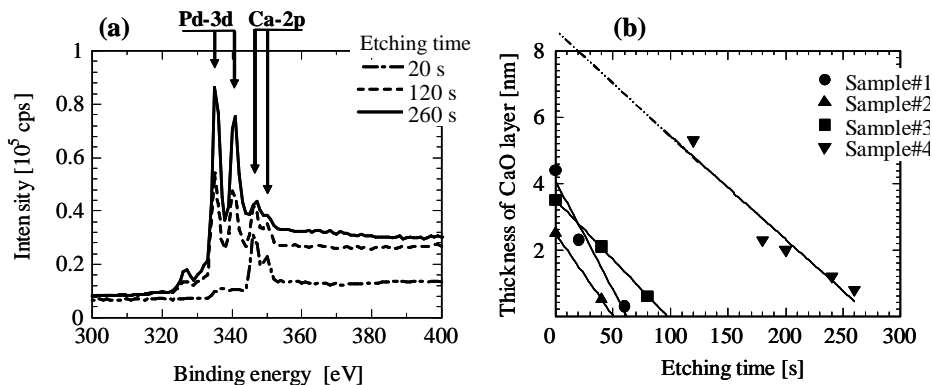 (a)
Pd-3d Ca-2p
Etching time
20 s
120 s
260 s
Intensity [10⁵ cps]
1
0.8
0.6
0.4
0.2
0
300 320 340 360 380 400
Binding energy [eV]
(b)
Sample#1
Sample#2
Sample#3
Sample#4
Thickness of CaO layer [nm]
8
6
4
2
0 50 100 150 200 250 300
Etching time [s]